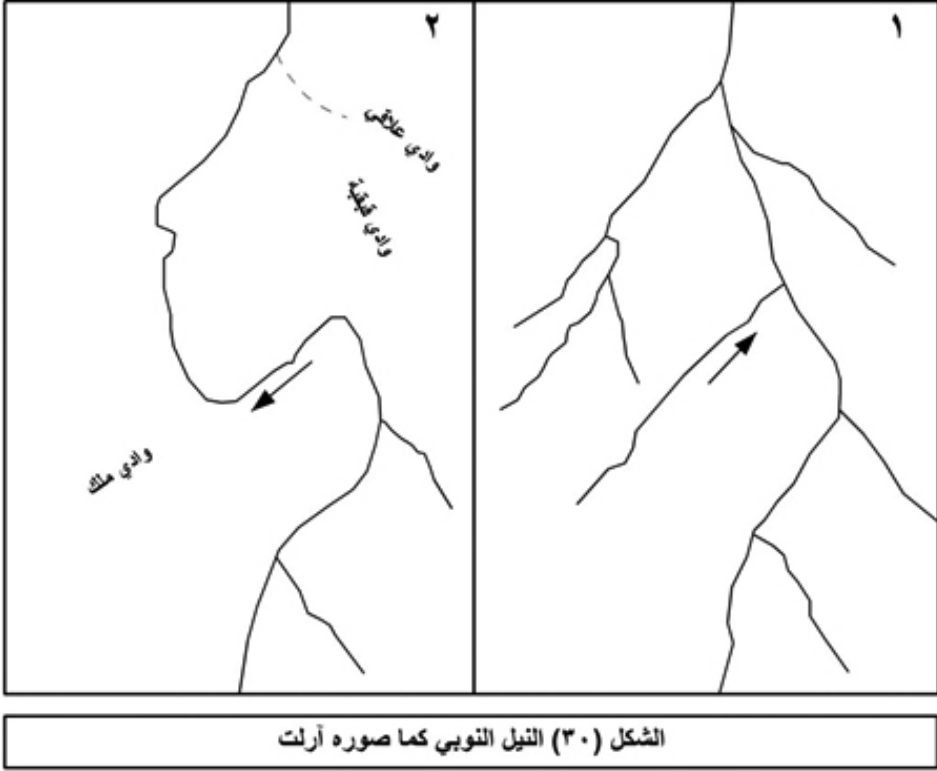 ١
٢
وادي علاقي
وادي قبقبة
وادي ملك
الشكل (٣٠) النيل النوبي كما صوره آرلت